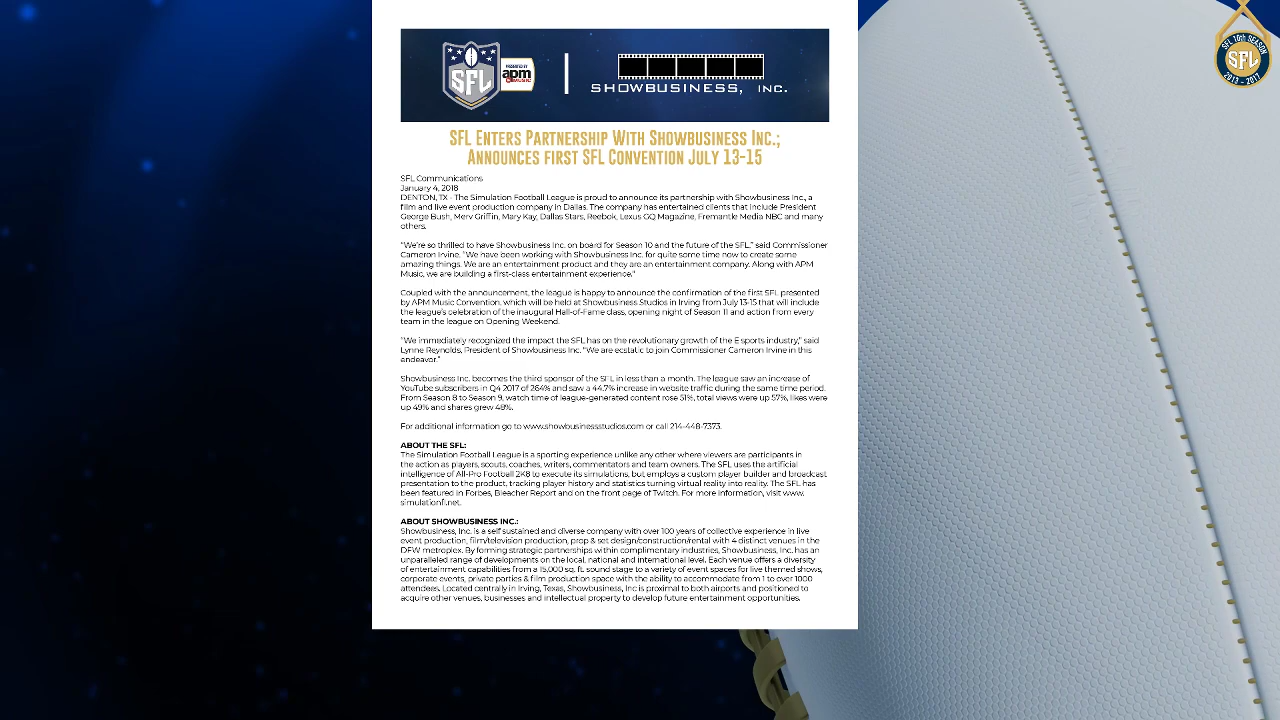 SFL
PRESENTED BY
apm
MUSIC
SHOWBUSINESS, INC.
SFL 10th SEASON
SFL
2013 - 2017
SFL Enters Partnership With Showbusiness Inc.;
Announces first SFL Convention July 13-15
SFL Communications
January 4, 2018
DENTON, TX - The Simulation Football League is proud to announce its partnership with Showbusiness Inc., a
film and live event production company in Dallas. The company has entertained clients that include President
George Bush, Merv Griffin, Mary Kay, Dallas Stars, Reebok, Lexus GQ Magazine, Fremantle Media NBC and many
others.
"We're so thrilled to have Showbusiness Inc. on board for Season 10 and the future of the SFL," said Commissioner
Cameron Irvine. "We have been working with Showbusiness Inc. for quite some time now to create some
amazing things. We are an entertainment product and they are an entertainment company. Along with APM
Music, we are building a first-class entertainment experience."
Coupled with the announcement, the league is happy to announce the confirmation of the first SFL presented
by APM Music Convention, which will be held at Showbusiness Studios in Irving from July 13-15 that will include
the league's celebration of the inaugural Hall-of-Fame class, opening night of Season 11 and action from every
team in the league on Opening Weekend.
"We immediately recognized the impact the SFL has on the revolutionary growth of the E sports industry," said
Lynne Reynolds, President of Showbusiness Inc. "We are ecstatic to join Commissioner Cameron Irvine in this
endeavor."
Showbusiness Inc. becomes the third sponsor of the SFL in less than a month. The league saw an increase of
YouTube subscribers in Q4 2017 of 264% and saw a 44.7% increase in website traffic during the same time period.
From Season 8 to Season 9, watch time of league-generated content rose 51%, total views were up 57%, likes were
up 49% and shares grew 48%.
For additional information go to www.showbusinessstudios.com or call 214-448-7373.
ABOUT THE SFL:
The Simulation Football League is a sporting experience unlike any other where viewers are participants in
the action as players, scouts, coaches, writers, commentators and team owners. The SFL uses the artificial
intelligence of All-Pro Football 2K8 to execute its simulations, but employs a custom player builder and broadcast
presentation to the product, tracking player history and statistics turning virtual reality into reality. The SFL has
been featured in Forbes, Bleacher Report and on the front page of Twitch. For more information, visit www.
simulationfl.net.
ABOUT SHOWBUSINESS INC.:
Showbusiness, Inc. is a self sustained and diverse company with over 100 years of collective experience in live
event production, film/television production, prop & set design/construction/rental with 4 distinct venues in the
DFW metroplex. By forming strategic partnerships within complimentary industries, Showbusiness, Inc. has an
unparalleled range of developments on the local, national and international level. Each venue offers a diversity
of entertainment capabilities from a 15,000 sq. ft. sound stage to a variety of event spaces for live themed shows,
corporate events, private parties & film production space with the ability to accommodate from 1 to over 1000
attendees. Located centrally in Irving, Texas, Showbusiness, Inc is proximal to both airports and positioned to
acquire other venues, businesses and intellectual property to develop future entertainment opportunities.